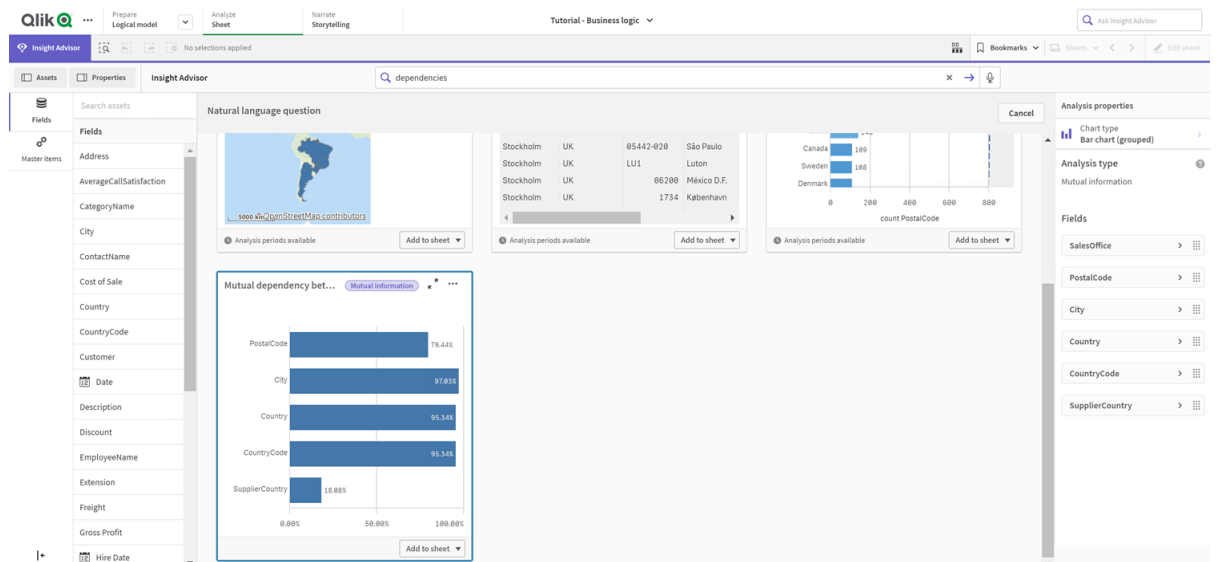 Qlik
Prepare
Logical model
Analyze
Sheet
Narrate
Storytelling
Tutorial - Business logic
Ask Insight Advisor
Insight Advisor
No selections applied
Bookmarks
Sheets
Edit sheet
Assets
Properties
Insight Advisor
dependencies
Fields
Master items
Search assets
Fields
Address
AverageCallSatisfaction
CategoryName
City
ContactName
Cost of Sale
Country
CountryCode
Customer
Date
Description
Discount
EmployeeName
Extension
Freight
Gross Profit
Hire Date
Natural language question
Cancel
5000 km
OpenStreetMap contributors
Analysis periods available
Add to sheet
Stockholm UK 05442-020 São Paulo
Stockholm UK LU1 Luton
Stockholm UK 06200 México D.F.
Stockholm UK 1734 København
Analysis periods available
Add to sheet
Canada 109
Sweden 108
Denmark
0 200 400 600 800
count PostalCode
Analysis periods available
Add to sheet
Mutual dependency bet...
Mutual information
PostalCode 79.44%
City 97.03%
Country 95.34%
CountryCode 95.34%
SupplierCountry 18.08%
0.00% 50.00% 100.00%
Add to sheet
Analysis properties
Chart type
Bar chart (grouped)
Analysis type
Mutual information
Fields
SalesOffice
PostalCode
City
Country
CountryCode
SupplierCountry